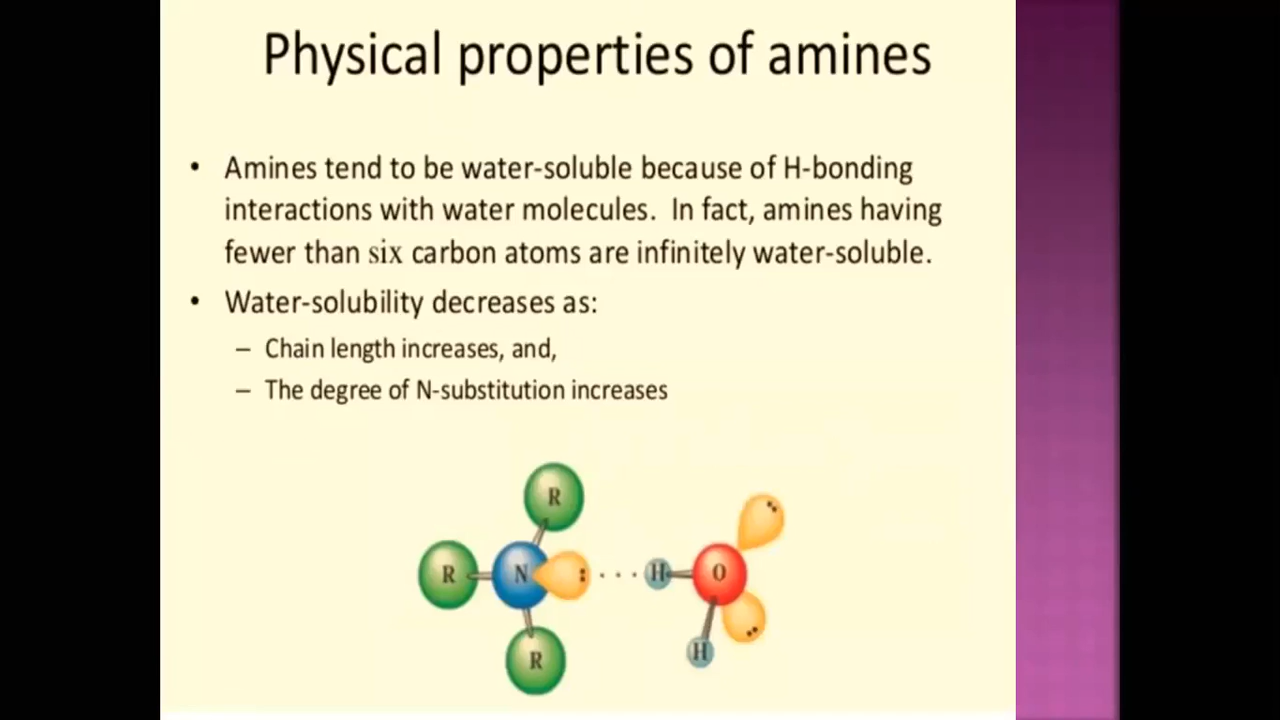 Physical properties of amines
• Amines tend to be water-soluble because of H-bonding
interactions with water molecules. In fact, amines having
fewer than six carbon atoms are infinitely water-soluble.
• Water-solubility decreases as:
– Chain length increases, and,
– The degree of N-substitution increases
R
R N : · · · H O
H
R